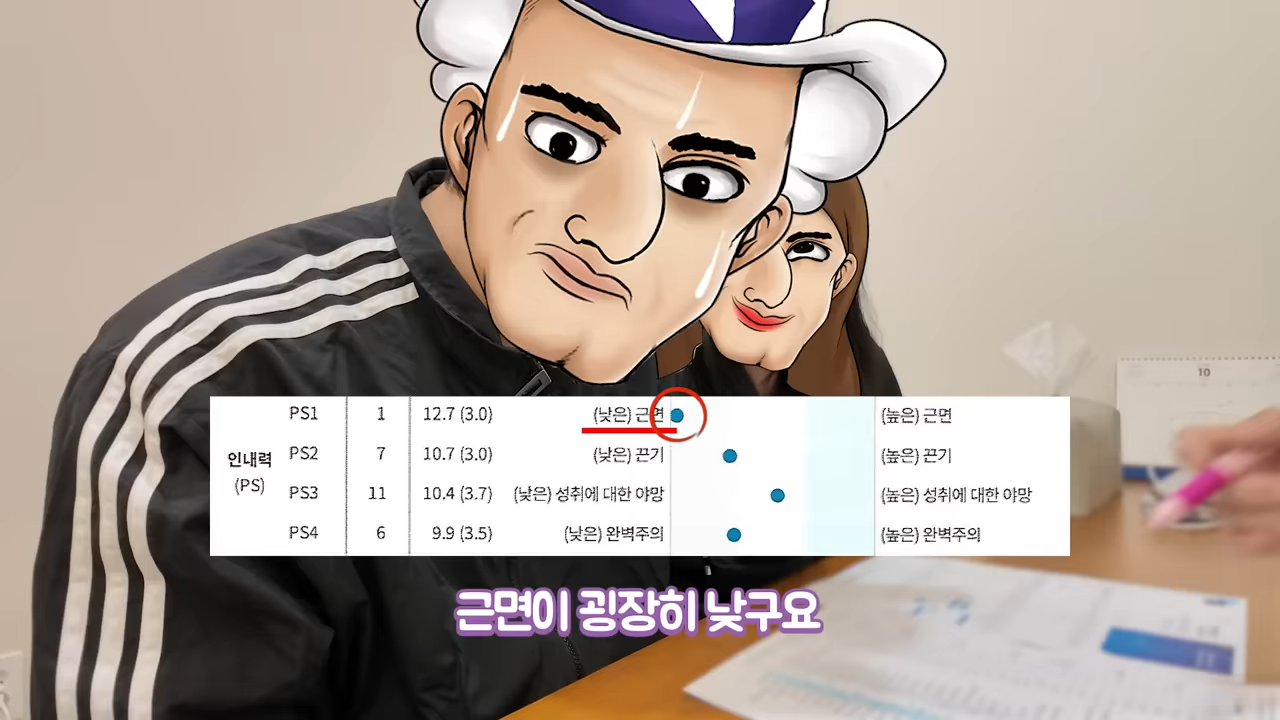 10
PS1 1 12.7 (3.0) (낮은) 근면 (높은) 근면
인내력 PS2 7 10.7 (3.0) (낮은) 끈기 (높은) 끈기
(PS) PS3 11 10.4 (3.7) (낮은) 성취에 대한 야망 (높은) 성취에 대한 야망
PS4 6 9.9 (3.5) (낮은) 완벽주의 (높은) 완벽주의
근면이 굉장히 낮구요